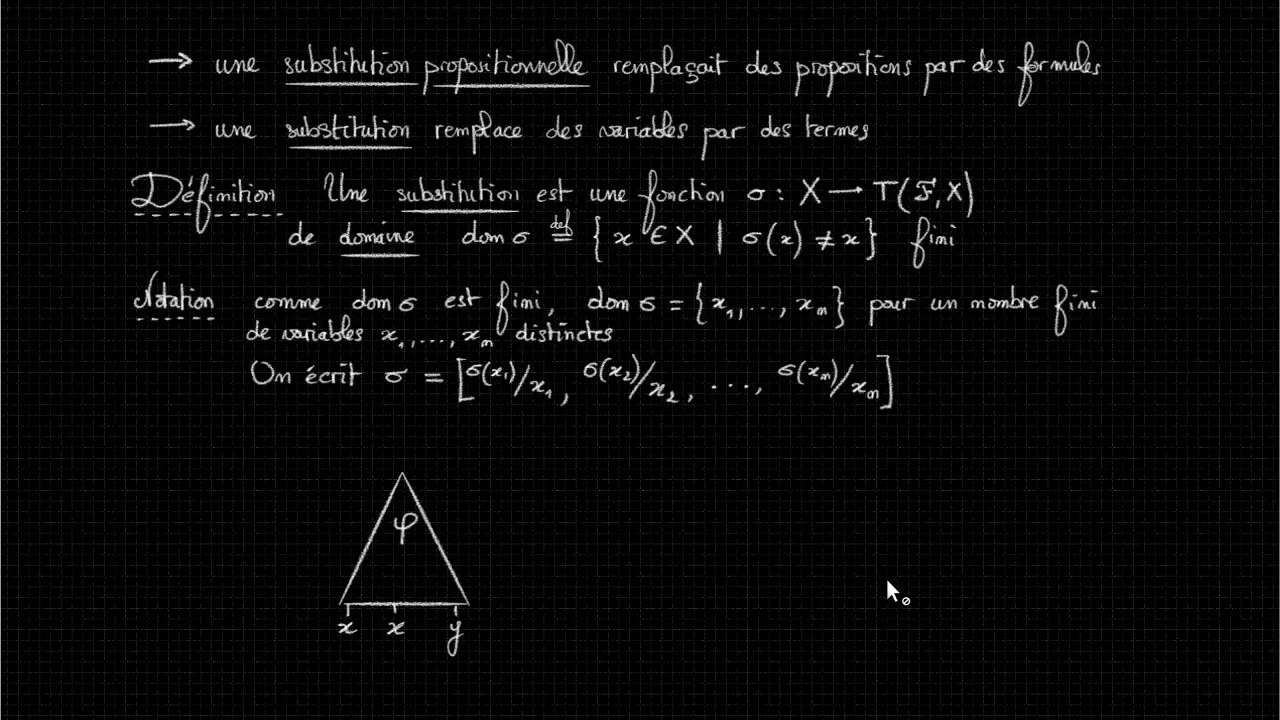 → une substitution propositionnelle remplaçait des propositions par des formules
→ une substitution remplace des variables par des termes
Définition Une substitution est une fonction σ : X → T(F, X)
de domaine dom σ def= { x ∈ X | σ(x) ≠ x } fini
Notation comme dom σ est fini, dom σ = {x₁, ..., xₙ} pour un nombre fini
de variables x₁, ..., xₙ distinctes
On écrit σ = [σ(x₁)/x₁, σ(x₂)/x₂, ..., σ(xₙ)/xₙ]
φ
x x y